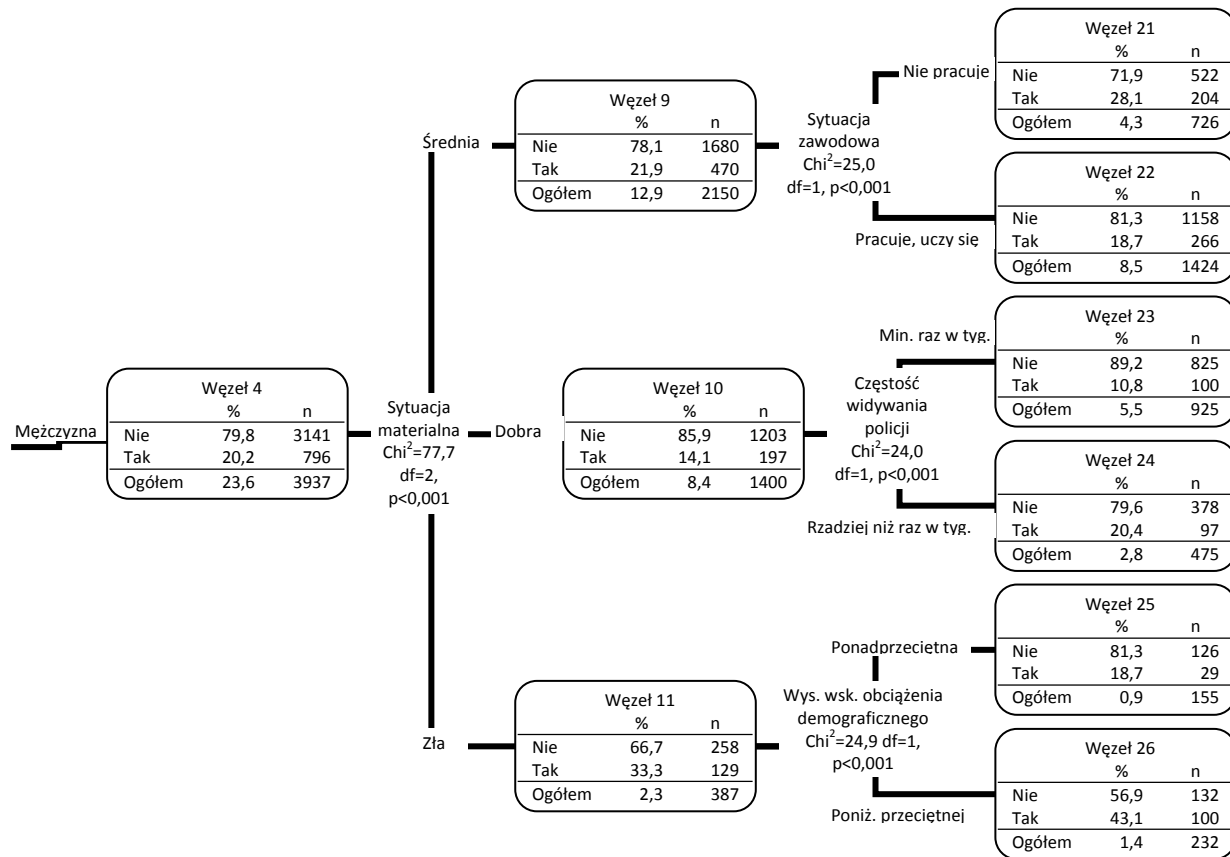 Mężczyzna
Węzeł 4
% n
Nie 79,8 3141
Tak 20,2 796
Ogółem 23,6 3937
Sytuacja
materialna
Chi²=77,7
df=2,
p<0,001
Średnia
Węzeł 9
% n
Nie 78,1 1680
Tak 21,9 470
Ogółem 12,9 2150
Sytuacja
zawodowa
Chi²=25,0
df=1, p<0,001
Nie pracuje
Węzeł 21
% n
Nie 71,9 522
Tak 28,1 204
Ogółem 4,3 726
Pracuje, uczy się
Węzeł 22
% n
Nie 81,3 1158
Tak 18,7 266
Ogółem 8,5 1424
Dobra
Węzeł 10
% n
Nie 85,9 1203
Tak 14,1 197
Ogółem 8,4 1400
Częstość
widywania
policji
Chi²=24,0
df=1, p<0,001
Min. raz w tyg.
Węzeł 23
% n
Nie 89,2 825
Tak 10,8 100
Ogółem 5,5 925
Rzadziej niż raz w tyg.
Węzeł 24
% n
Nie 79,6 378
Tak 20,4 97
Ogółem 2,8 475
Zła
Węzeł 11
% n
Nie 66,7 258
Tak 33,3 129
Ogółem 2,3 387
Wys. wsk. obciążenia
demograficznego
Chi²=24,9 df=1,
p<0,001
Ponadprzeciętna
Węzeł 25
% n
Nie 81,3 126
Tak 18,7 29
Ogółem 0,9 155
Poniż. przeciętnej
Węzeł 26
% n
Nie 56,9 132
Tak 43,1 100
Ogółem 1,4 232